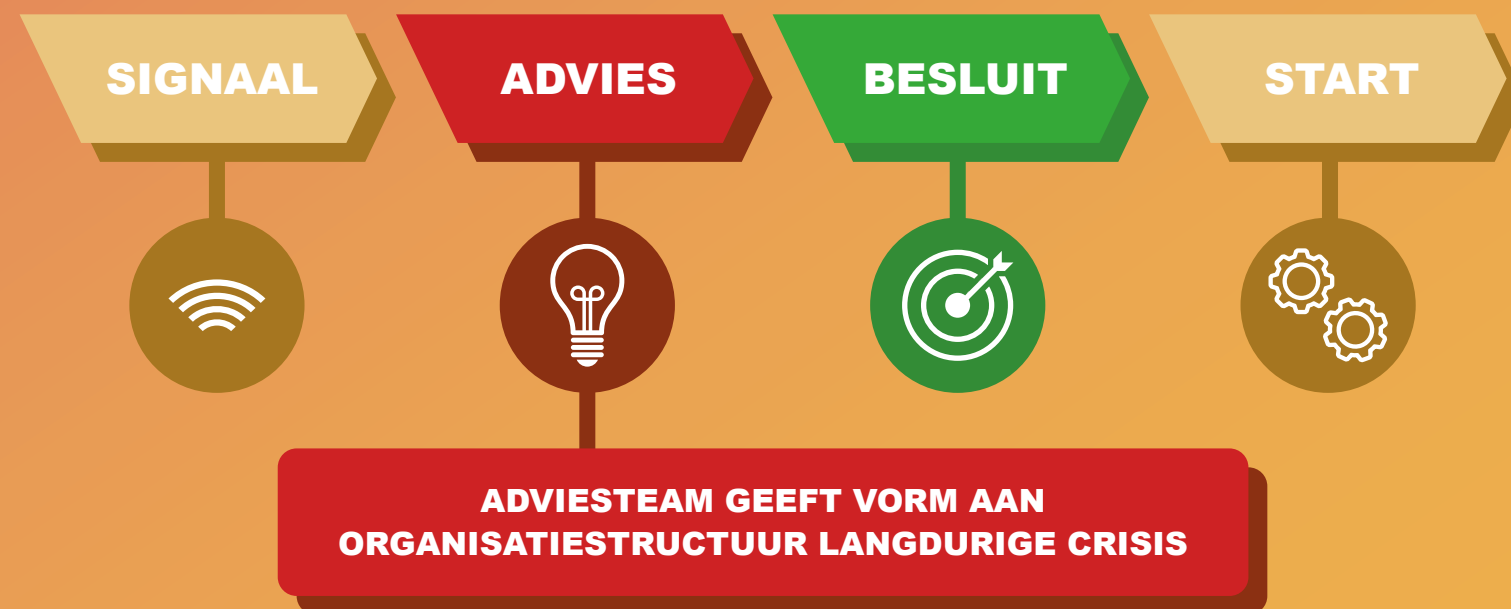 SIGNAAL
ADVIES
BESLUIT
START
ADVIESTEAM GEEFT VORM AAN
ORGANISATIESTRUCTUUR LANGDURIGE CRISIS